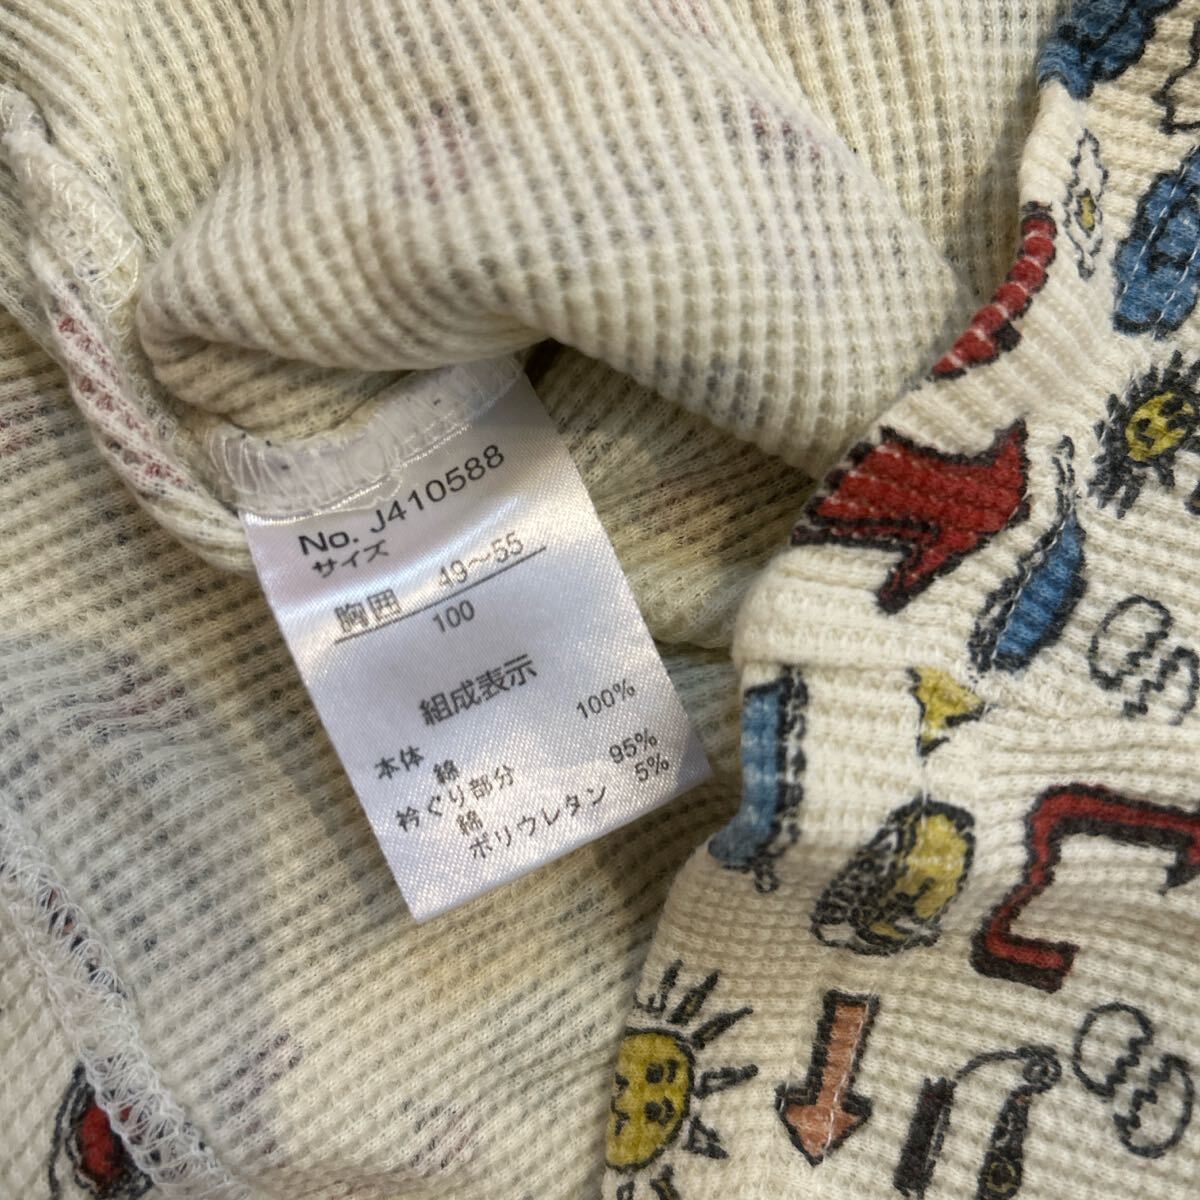 No. J410588
サイズ
胸囲 49～55
100
組成表示
本体 綿 100%
衿ぐり部分
綿 95%
ポリウレタン 5%